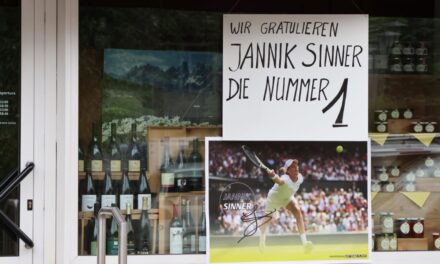 WIR GRATULIEREN
JANNIK SINNER
DIE NUMMER 1
JANNIK
SINNER